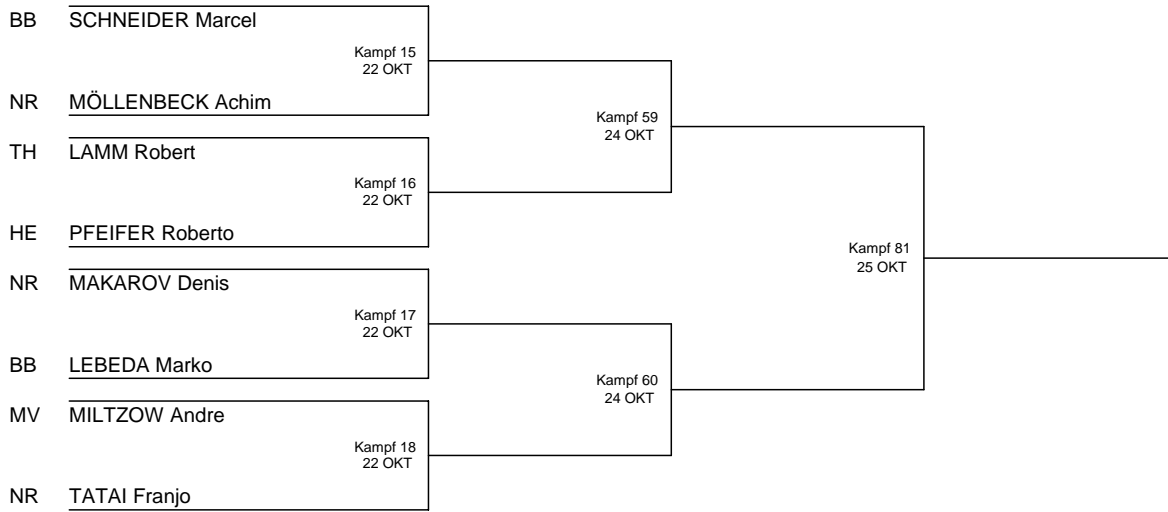 BB SCHNEIDER Marcel
Kampf 15
22 OKT
NR MÖLLENBECK Achim
Kampf 59
24 OKT
TH LAMM Robert
Kampf 16
22 OKT
HE PFEIFER Roberto
Kampf 81
25 OKT
NR MAKAROV Denis
Kampf 17
22 OKT
BB LEBEDA Marko
Kampf 60
24 OKT
MV MILTZOW Andre
Kampf 18
22 OKT
NR TATAI Franjo